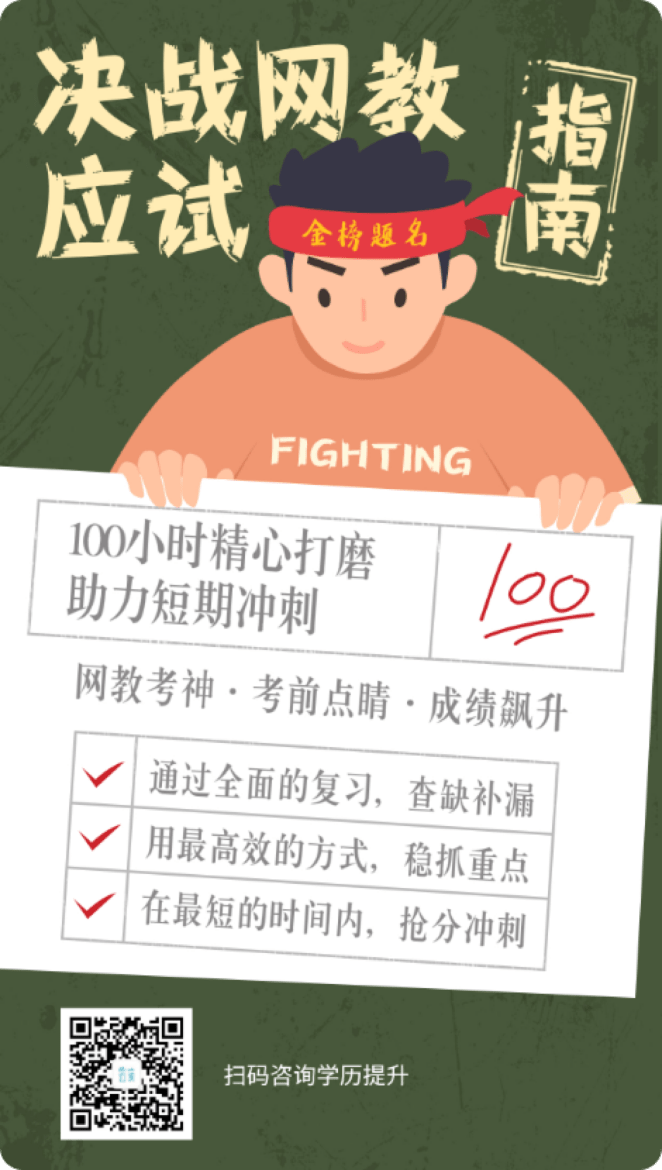 决战网教
应试
指南
金榜题名
FIGHTING
100小时精心打磨
助力短期冲刺
100
网教考神·考前点睛·成绩飙升
通过全面的复习，查缺补漏
用最高效的方式，稳抓重点
在最短的时间内，抢分冲刺
扫码咨询学历提升